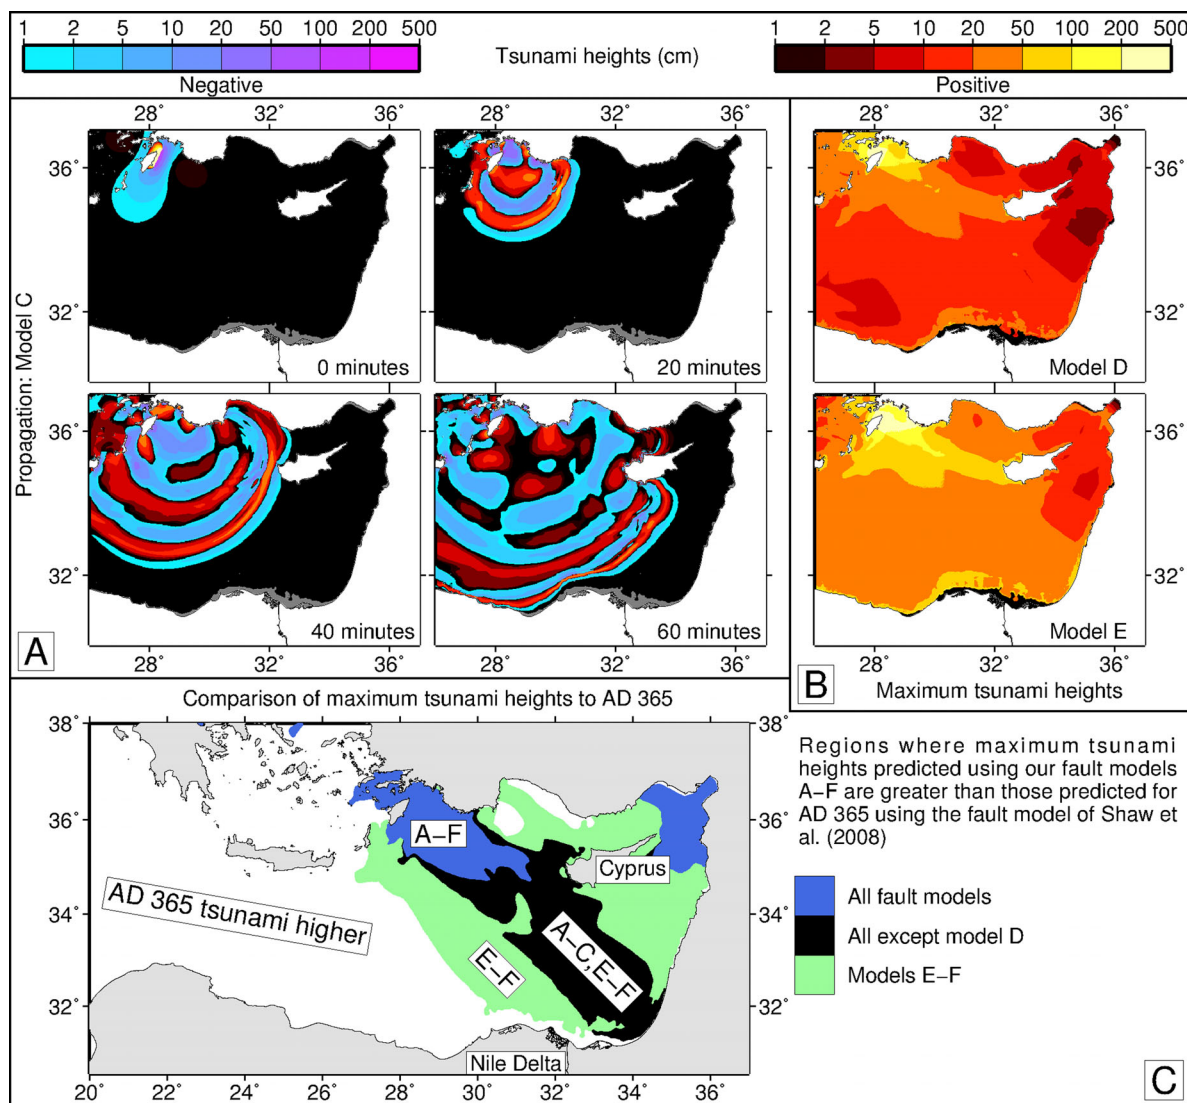 1 2 5 10 20 50 100 200 500
Negative
Tsunami heights (cm)
1 2 5 10 20 50 100 200 500
Positive
28˚ 32˚ 36˚
28˚ 32˚ 36˚
28˚ 32˚ 36˚
Propagation: Model C
36˚
32˚
0 minutes
36˚
32˚
20 minutes
36˚
32˚
Model D
36˚
32˚
40 minutes
36˚
32˚
60 minutes
36˚
32˚
Model E
28˚ 32˚ 36˚
28˚ 32˚ 36˚
28˚ 32˚ 36˚
A
B
Maximum tsunami heights
Comparison of maximum tsunami heights to AD 365
38˚
36˚
34˚
32˚
38˚
36˚
34˚
32˚
A−F
Cyprus
AD 365 tsunami higher
A−C,E−F
E−F
Nile Delta
20˚ 22˚ 24˚ 26˚ 28˚ 30˚ 32˚ 34˚ 36˚
Regions where maximum tsunami
heights predicted using our fault models
A−F are greater than those predicted for
AD 365 using the fault model of Shaw et
al. (2008)
All fault models
All except model D
Models E−F
C